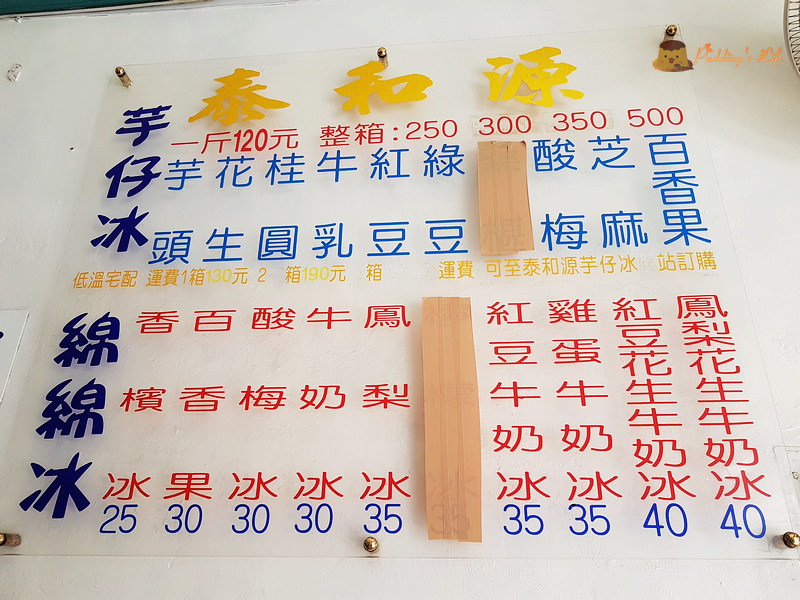 Pudding's Life
泰和源
芋仔冰
一斤120元 整箱:250 300 350 500
芋頭
花生
桂圓
牛乳
紅豆
綠豆
酸梅
芝麻
百香果
低溫宅配 運費1箱130元 2 箱190元 箱 運費 可至泰和源芋仔冰 站訂購
綿綿冰
香檳冰 25
百香果 30
酸梅冰 30
牛奶冰 30
鳳梨冰 35
冰 35
紅豆牛奶冰 35
雞蛋牛奶冰 35
紅豆花生牛奶冰 40
鳳梨花生牛奶冰 40